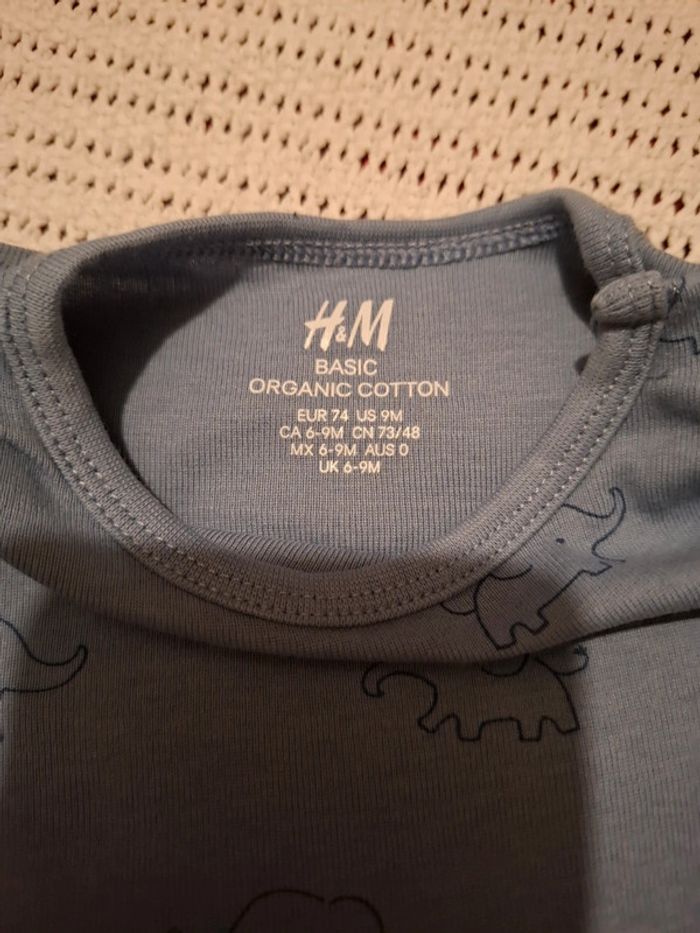 H&M
BASIC
ORGANIC COTTON
EUR 74 US 9M
CA 6-9M CN 73/48
MX 6-9M AUS 0
UK 6-9M